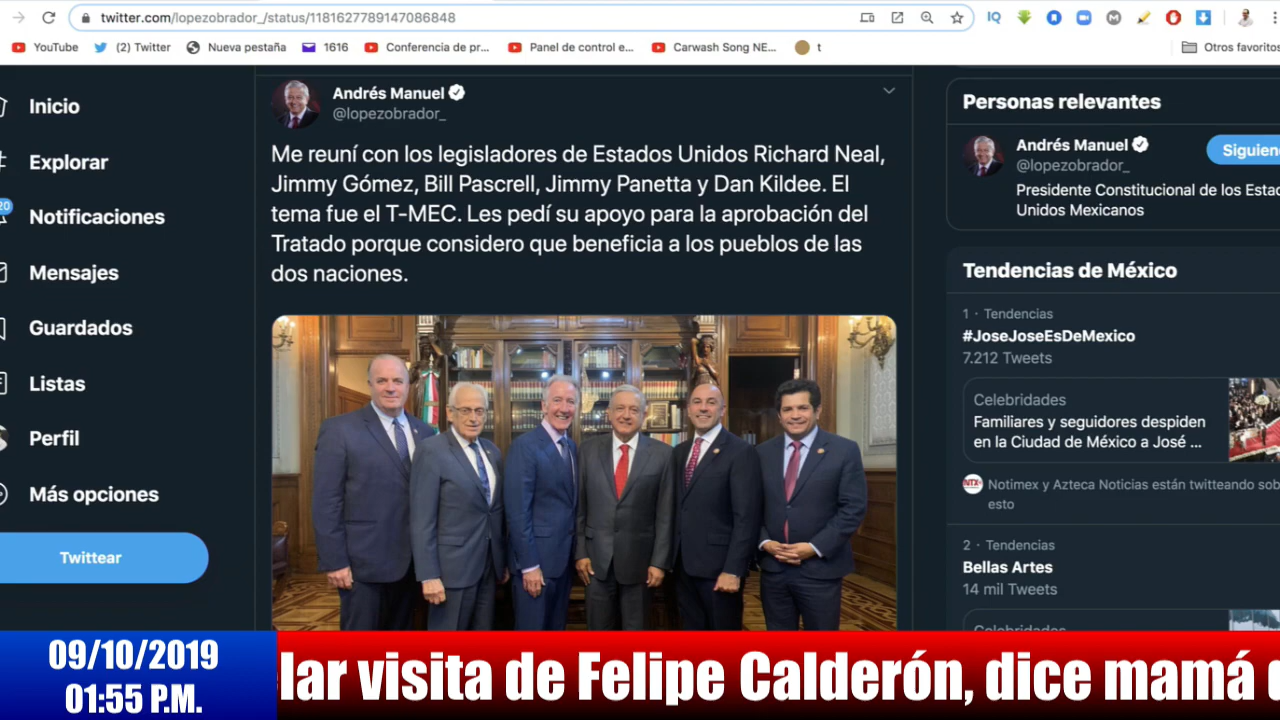 twitter.com/lopezobrador_/status/1181627789147086848
YouTube
(2) Twitter
Nueva pestaña
1616
Conferencia de pr...
Panel de control e...
Carwash Song NE...
t
Otros favoritos
Inicio
Explorar
20
Notificaciones
Mensajes
Guardados
Listas
Perfil
Más opciones
Twittear
Andrés Manuel
@lopezobrador_
Me reuní con los legisladores de Estados Unidos Richard Neal,
Jimmy Gómez, Bill Pascrell, Jimmy Panetta y Dan Kildee. El
tema fue el T-MEC. Les pedí su apoyo para la aprobación del
Tratado porque considero que beneficia a los pueblos de las
dos naciones.
Personas relevantes
Andrés Manuel
@lopezobrador_
Siguien
Presidente Constitucional de los Estad
Unidos Mexicanos
Tendencias de México
1 · Tendencias
#JoseJoseEsDeMexico
7.212 Tweets
Celebridades
Familiares y seguidores despiden
en la Ciudad de México a José ...
NTX
Notimex y Azteca Noticias están twitteando sob
esto
2 · Tendencias
Bellas Artes
14 mil Tweets
Celebridades
09/10/2019
01:55 P.M.
lar visita de Felipe Calderón, dice mamá